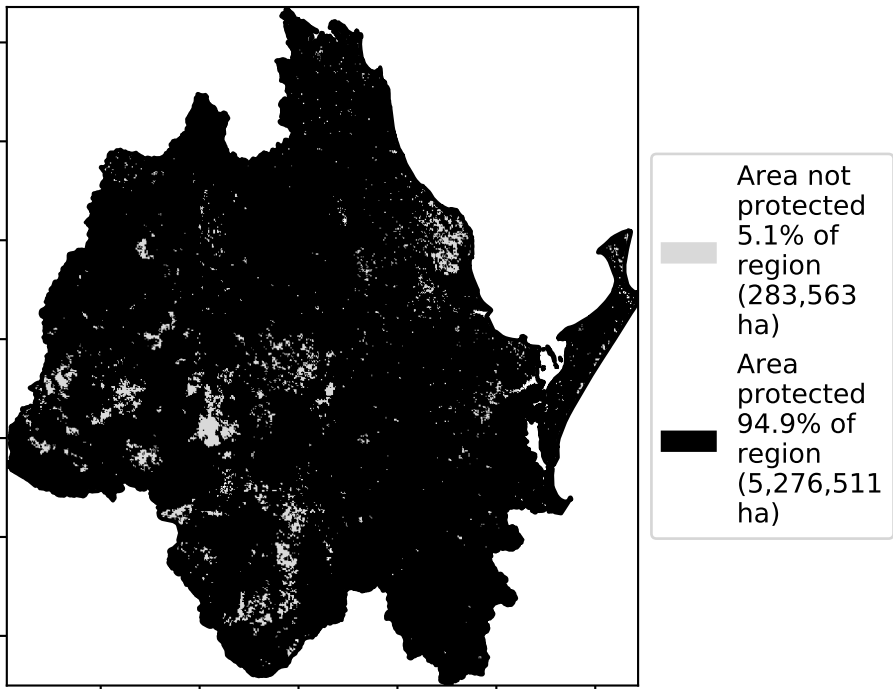 Area not
protected
5.1% of
region
(283,563
ha)
Area
protected
94.9% of
region
(5,276,511
ha)